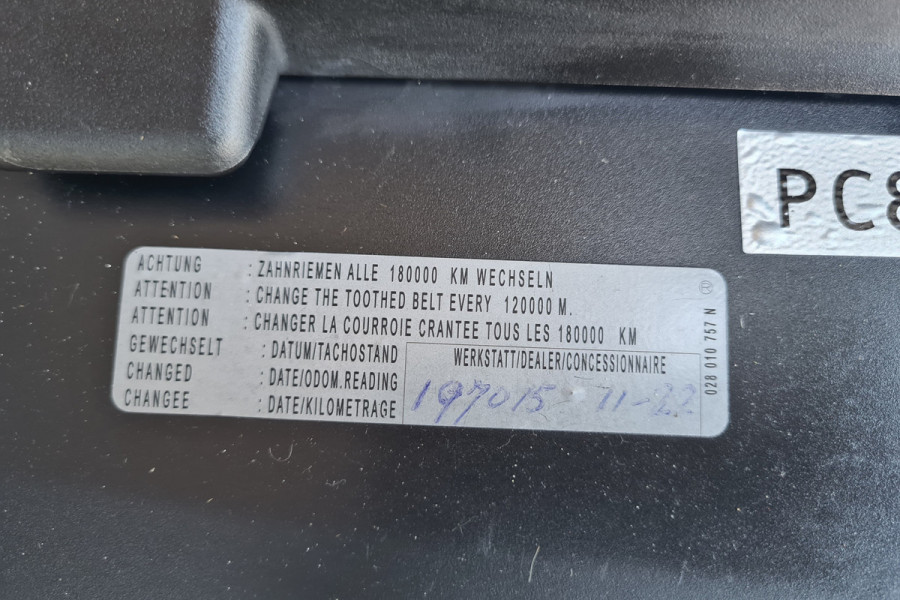 ACHTUNG : ZAHNRIEMEN ALLE 180000 KM WECHSELN
ATTENTION : CHANGE THE TOOTHED BELT EVERY 120000 M.
ATTENTION : CHANGER LA COURROIE CRANTEE TOUS LES 180000 KM
GEWECHSELT : DATUM/TACHOSTAND
CHANGED : DATE/ODOM.READING
CHANGEE : DATE/KILOMETRAGE
WERKSTATT/DEALER/CONCESSIONNAIRE
197015 11-22
028 010 757 N
PC8